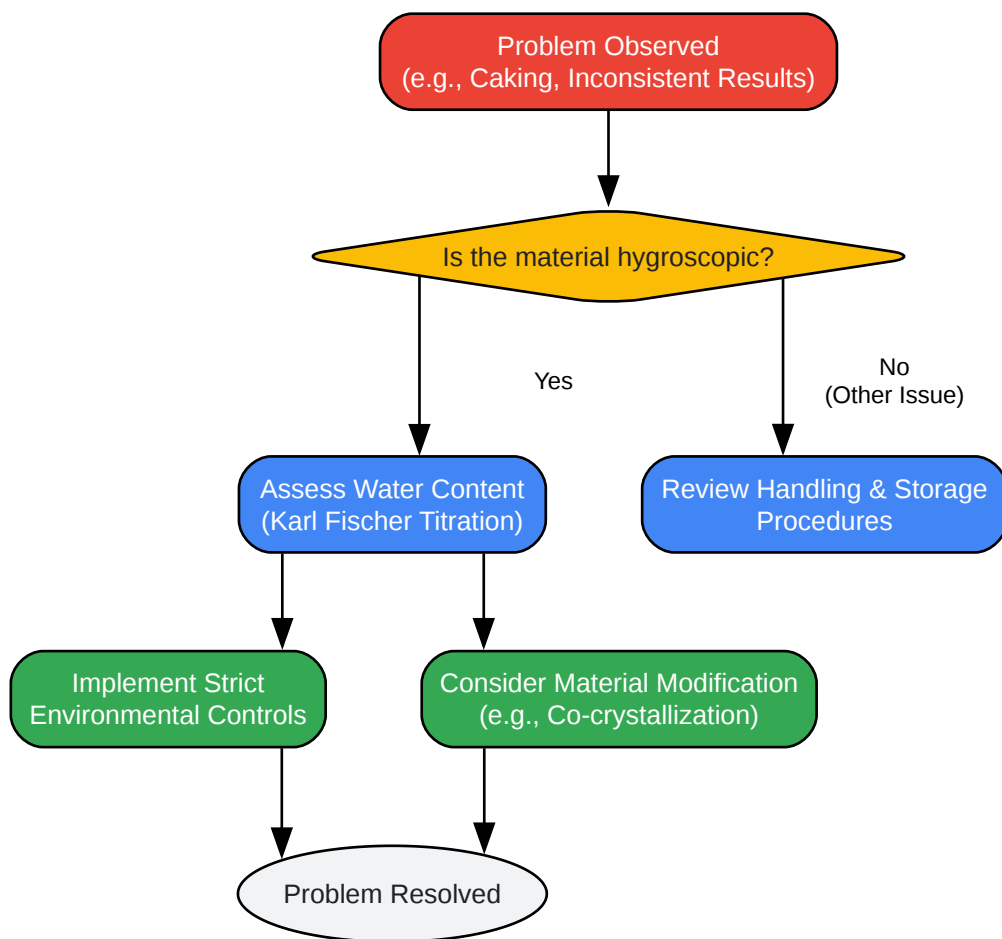 Problem Observed
(e.g., Caking, Inconsistent Results)
Is the material hygroscopic?
Yes
No
(Other Issue)
Assess Water Content
(Karl Fischer Titration)
Review Handling & Storage
Procedures
Implement Strict
Environmental Controls
Consider Material Modification
(e.g., Co-crystallization)
Problem Resolved